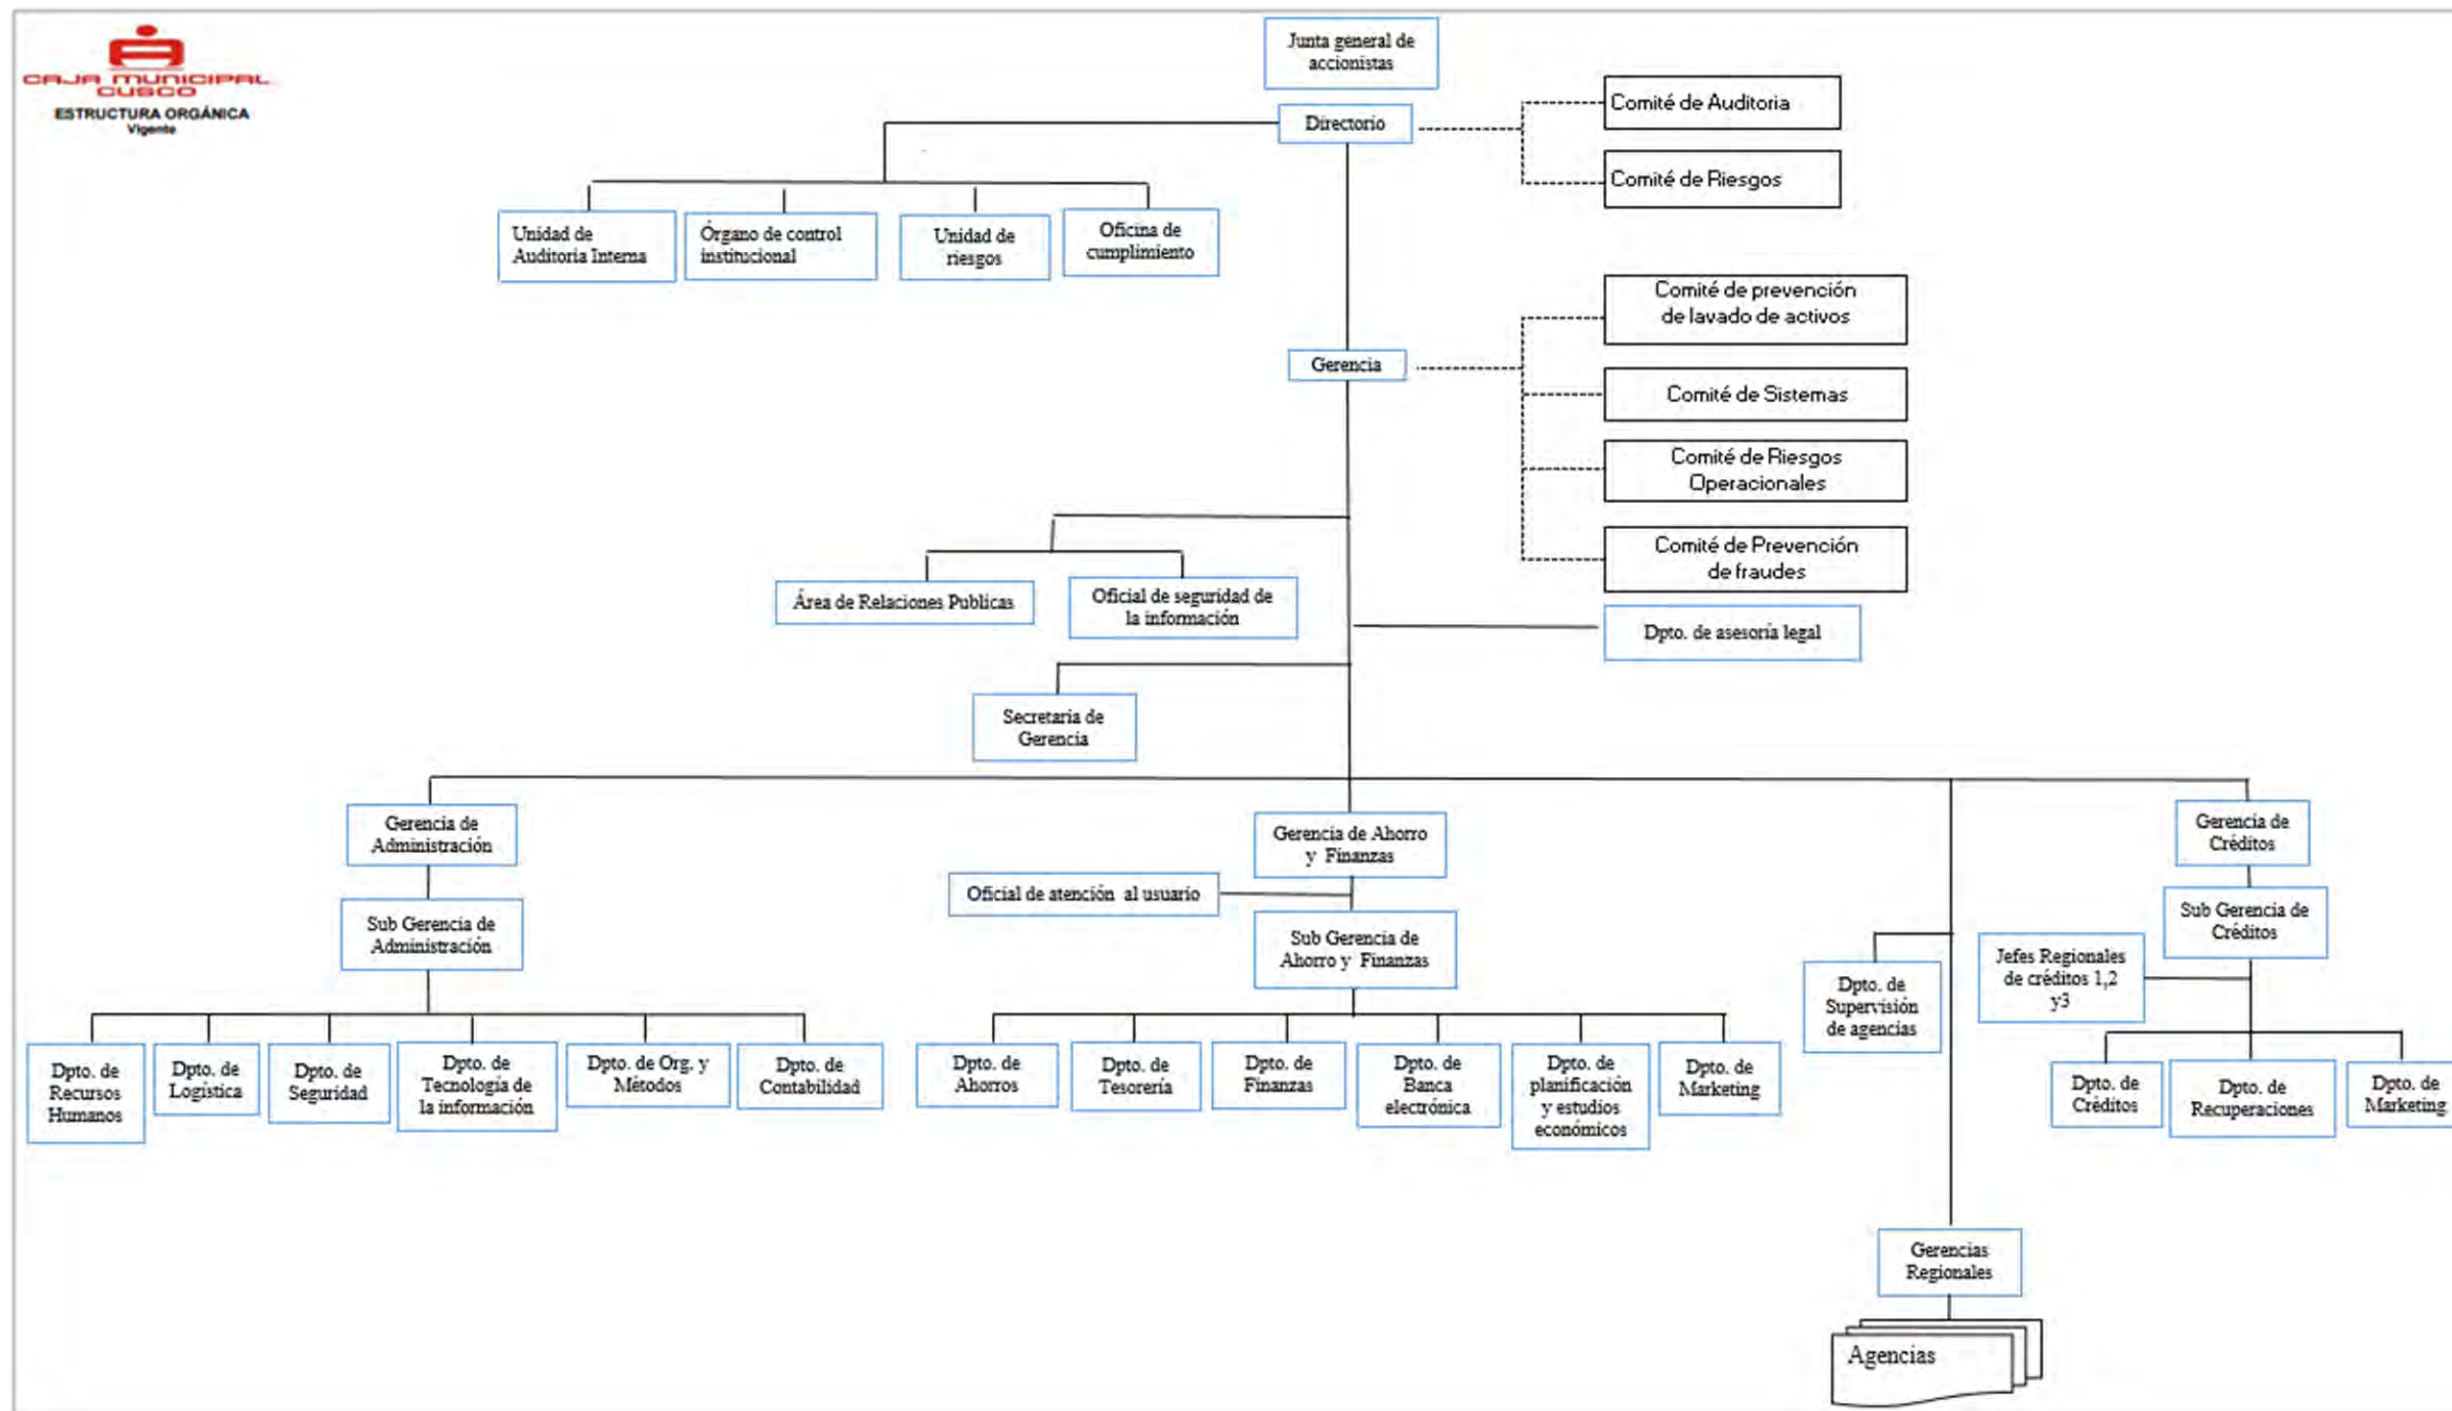 CAJA MUNICIPAL
CUSCO
ESTRUCTURA ORGÁNICA
Vigente
Junta general de
accionistas
Directorio
Comité de Auditoria
Comité de Riesgos
Unidad de
Auditoria Interna
Órgano de control
institucional
Unidad de
riesgos
Oficina de
cumplimiento
Comité de prevención
de lavado de activos
Gerencia
Comité de Sistemas
Comité de Riesgos
Operacionales
Comité de Prevención
de fraudes
Área de Relaciones Publicas
Oficial de seguridad de
la información
Dpto. de asesoría legal
Secretaría de
Gerencia
Gerencia de
Administración
Gerencia de Ahorro
y Finanzas
Gerencia de
Créditos
Oficial de atención al usuario
Sub Gerencia de
Administración
Sub Gerencia de
Ahorro y Finanzas
Sub Gerencia de
Créditos
Jefes Regionales
de créditos 1,2
y3
Dpto. de
Supervisión
de agencias
Dpto. de
Recursos
Humanos
Dpto. de
Logística
Dpto. de
Seguridad
Dpto. de
Tecnología de
la información
Dpto. de Org. y
Métodos
Dpto. de
Contabilidad
Dpto. de
Ahorros
Dpto. de
Tesorería
Dpto. de
Finanzas
Dpto. de
Banca
electrónica
Dpto. de
planificación
y estudios
económicos
Dpto. de
Marketing
Dpto. de
Créditos
Dpto. de
Recuperaciones
Dpto. de
Marketing
Gerencias
Regionales
Agencias